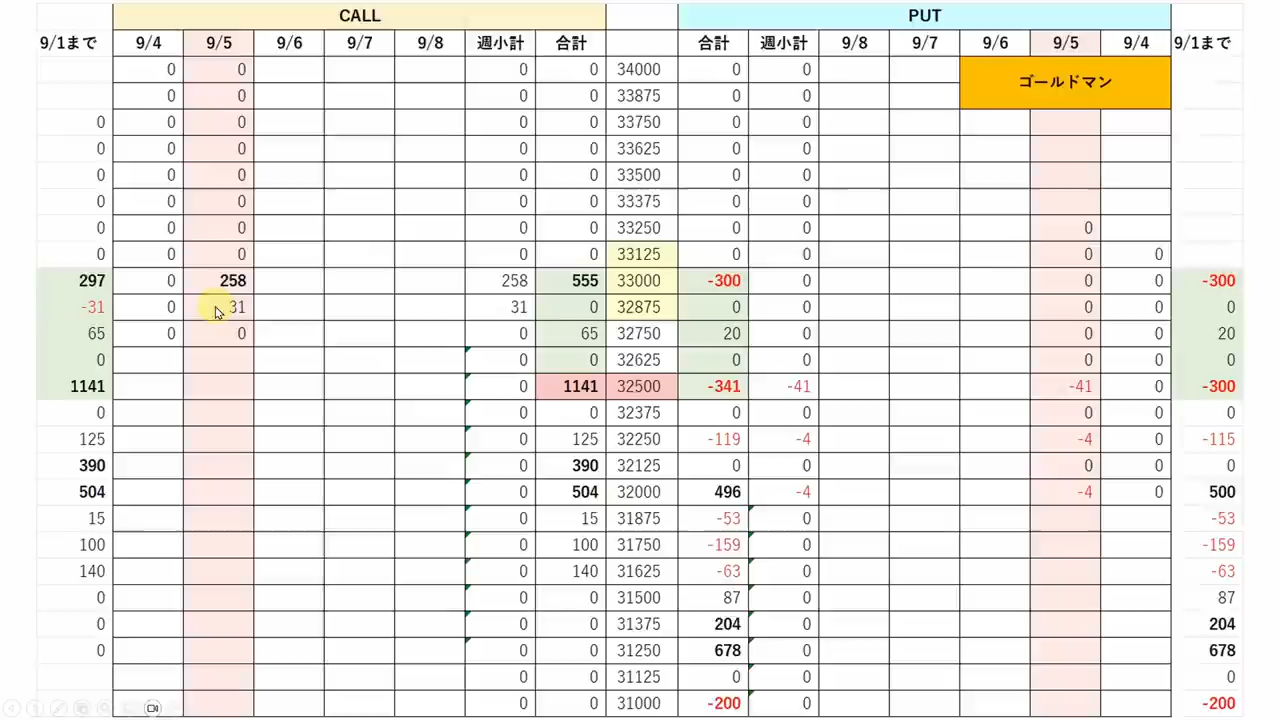 CALL PUT
9/1まで 9/4 9/5 9/6 9/7 9/8 週小計 合計 合計 週小計 9/8 9/7 9/6 9/5 9/4 9/1まで
0 0 0 0 34000 0 0 ゴールドマン
0 0 0 0 33875 0 0
0 0 0 0 0 33750 0 0
0 0 0 0 0 33625 0 0
0 0 0 0 0 33500 0 0
0 0 0 0 0 33375 0 0
0 0 0 0 0 33250 0 0 0
0 0 0 0 0 33125 0 0 0 0
297 0 258 258 555 33000 -300 0 0 0 -300
-31 0 31 31 0 32875 0 0 0 0 0
65 0 0 0 65 32750 20 0 0 0 20
0 0 0 32625 0 0 0 0 0
1141 0 1141 32500 -341 -41 -41 0 -300
0 0 0 32375 0 0 0 0 0
125 0 125 32250 -119 -4 -4 0 -115
390 0 390 32125 0 0 0 0 0
504 0 504 32000 496 -4 -4 0 500
15 0 15 31875 -53 0 -53
100 0 100 31750 -159 0 -159
140 0 140 31625 -63 0 -63
0 0 0 31500 87 0 87
0 0 0 31375 204 0 204
0 0 0 31250 678 0 678
0 0 31125 0 0 0
0 0 31000 -200 0 -200